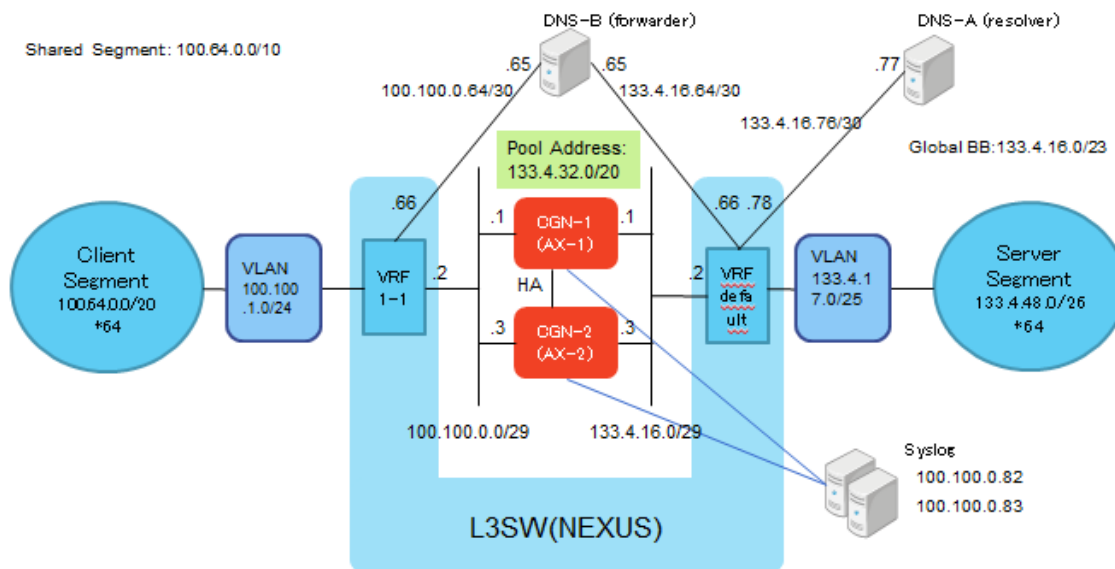 DNS-B (forwarder)
DNS-A (resolver)
Shared Segment: 100.64.0.0/10
.65
.65
.77
100.100.0.64/30
133.4.16.64/30
133.4.16.76/30
Pool Address:
133.4.32.0/20
Global BB:133.4.16.0/23
.66
.66
.78
.1
CGN-1
(AX-1)
.1
Client
Segment
100.64.0.0/20
*64
VLAN
100.100
.1.0/24
VRF
1-1
.2
HA
.2
VRF
defa
ult
VLAN
133.4.1
7.0/25
Server
Segment
133.4.48.0/26
*64
.3
CGN-2
(AX-2)
.3
100.100.0.0/29
133.4.16.0/29
Syslog
100.100.0.82
100.100.0.83
L3SW(NEXUS)